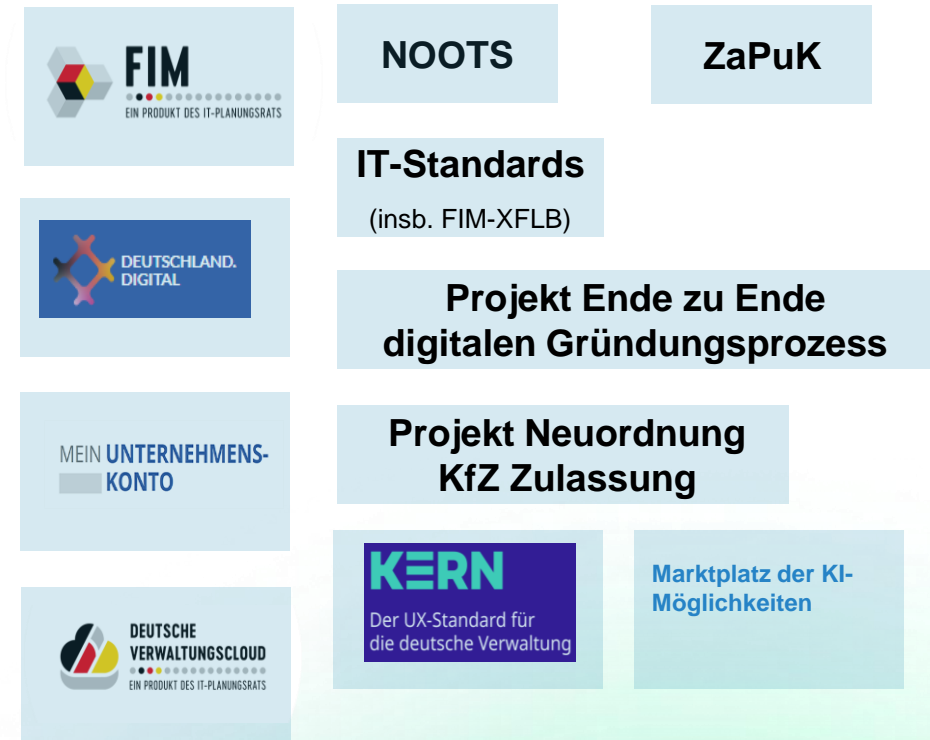 FIM
EIN PRODUKT DES IT-PLANUNGSRATS
NOOTS
ZaPuK
IT-Standards
(insb. FIM-XFLB)
DEUTSCHLAND.
DIGITAL
Projekt Ende zu Ende
digitalen Gründungsprozess
MEIN UNTERNEHMENS-
KONTO
Projekt Neuordnung
KfZ Zulassung
KERN
Der UX-Standard für
die deutsche Verwaltung
Marktplatz der KI-
Möglichkeiten
DEUTSCHE
VERWALTUNGSCLOUD
EIN PRODUKT DES IT-PLANUNGSRATS